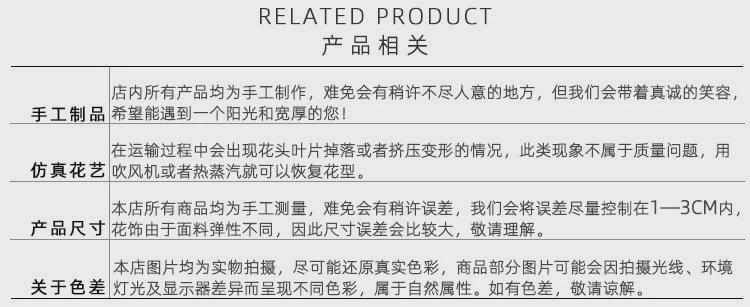 RELATED PRODUCT
产品相关
店内所有产品均为手工制作，难免会有稍许不尽人意的地方，但我们会带着真诚的笑容，
手工制品
希望能遇到一个阳光和宽厚的您！
在运输过程中会出现花头叶片掉落或者挤压变形的情况，此类现象不属于质量问题，用
仿真花艺
吹风机或者热蒸汽就可以恢复花型。
本店所有商品均为手工测量，难免会有稍许误差，我们会将误差尽量控制在1—3CM内，
产品尺寸
花饰由于面料弹性不同，因此尺寸误差会比较大，敬请理解。
本店图片均为实物拍摄，尽可能还原真实色彩，商品部分图片可能会因拍摄光线、环境
关于色差
灯光及显示器差异而呈现不同色彩，属于自然属性。如有色差，敬请谅解。